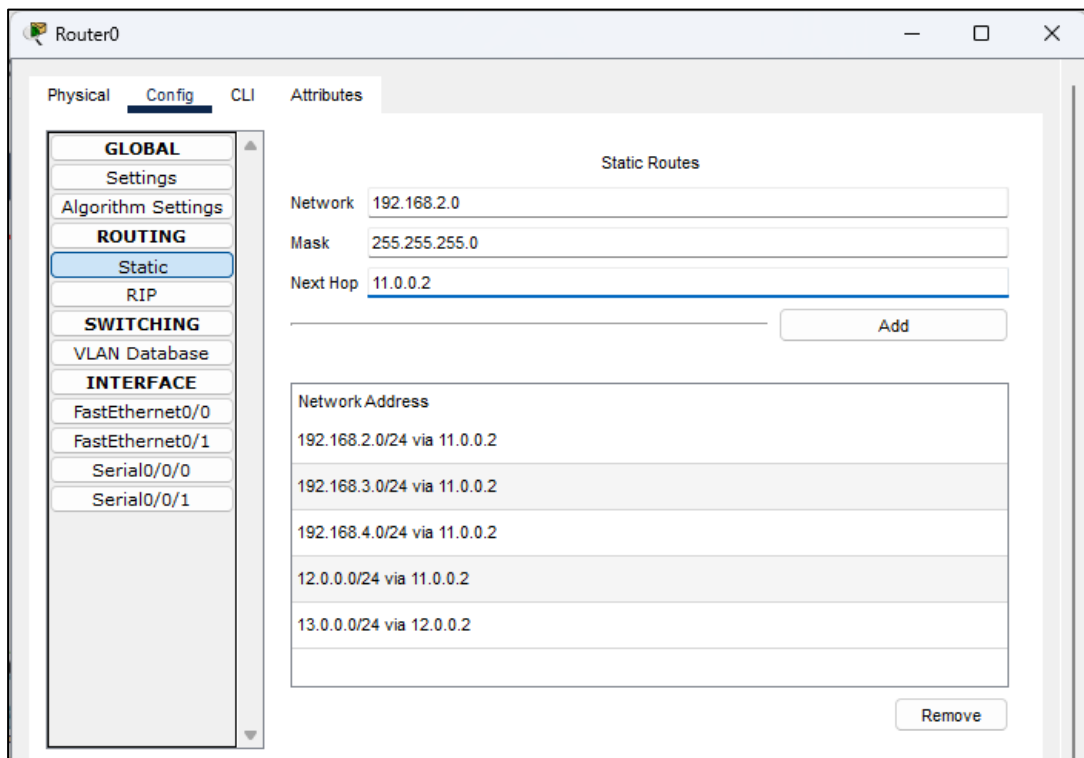 Router0
Physical Config CLI Attributes
GLOBAL
Settings
Algorithm Settings
ROUTING
Static
RIP
SWITCHING
VLAN Database
INTERFACE
FastEthernet0/0
FastEthernet0/1
Serial0/0/0
Serial0/0/1
Static Routes
Network 192.168.2.0
Mask 255.255.255.0
Next Hop 11.0.0.2
Add
Network Address
192.168.2.0/24 via 11.0.0.2
192.168.3.0/24 via 11.0.0.2
192.168.4.0/24 via 11.0.0.2
12.0.0.0/24 via 11.0.0.2
13.0.0.0/24 via 12.0.0.2
Remove